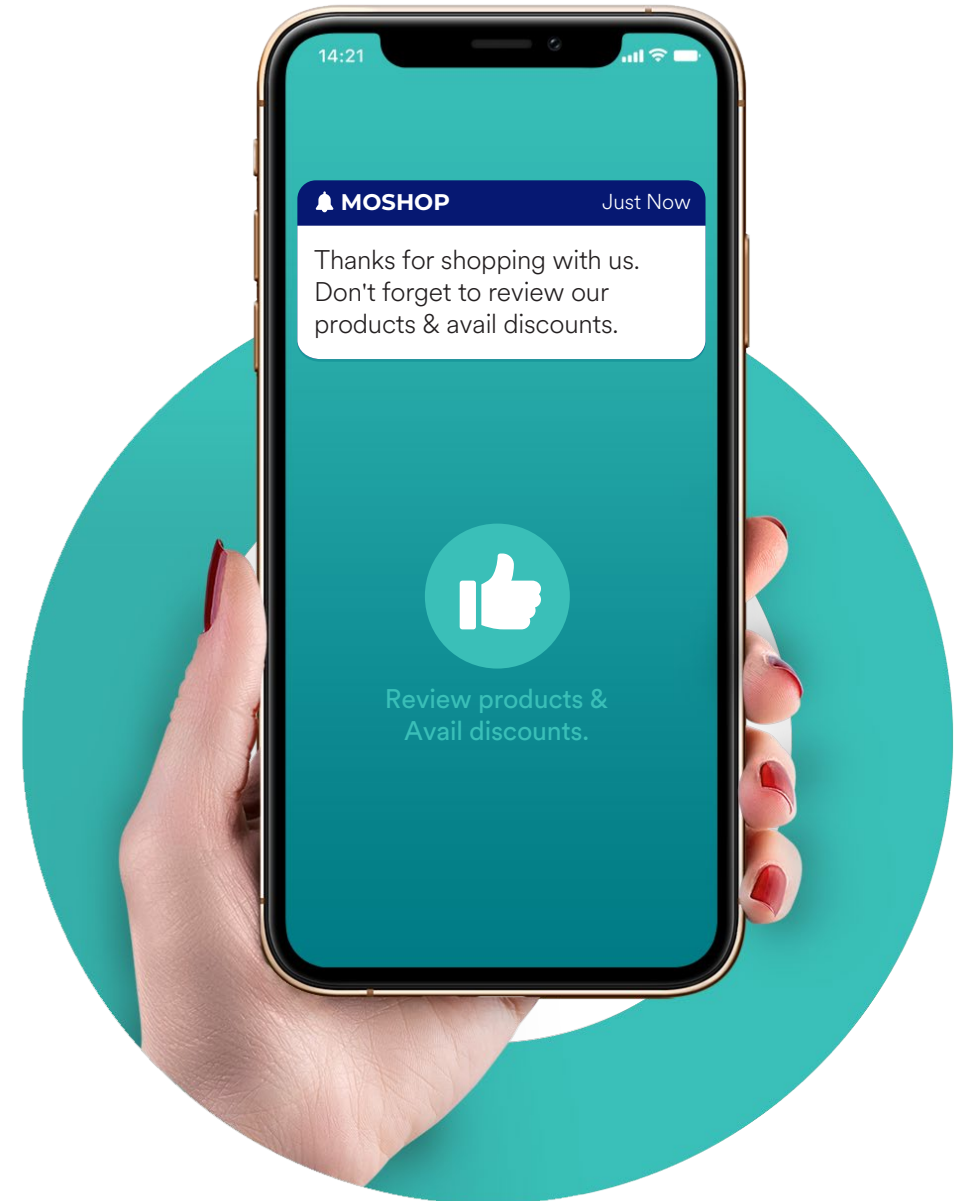 14:21
MOSHOP Just Now
Thanks for shopping with us.
Don't forget to review our
products & avail discounts.
Review products &
Avail discounts.